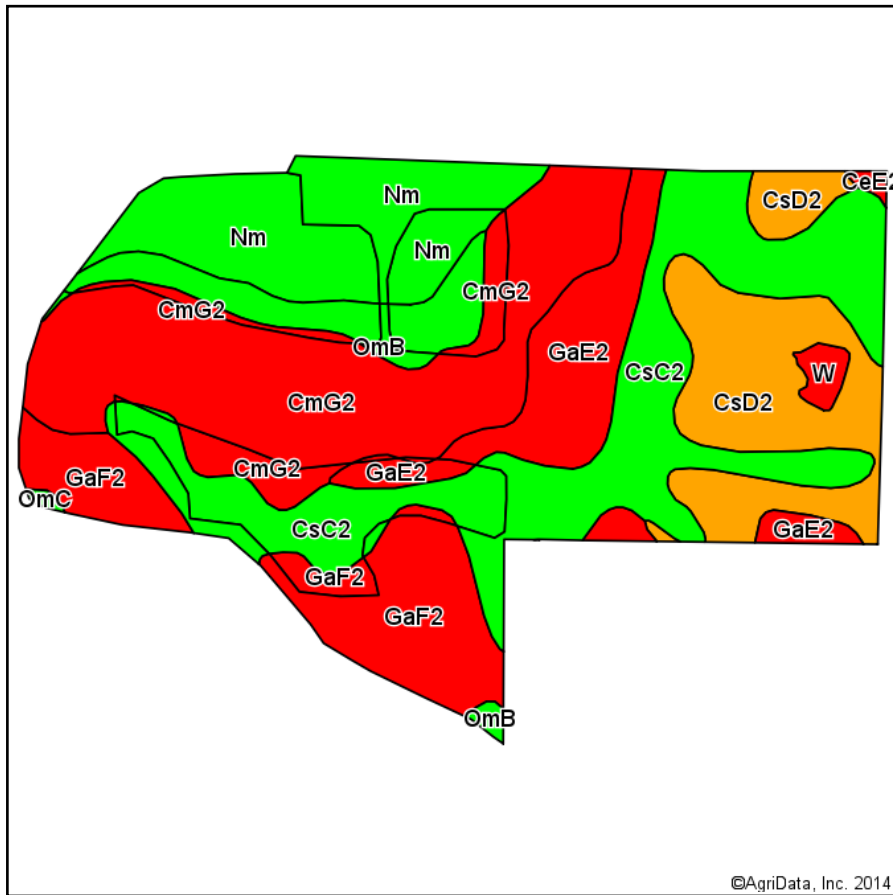 CeE2
Nm
CsD2
Nm
Nm
CmG2
CmG2
OmB
GaE2
CsC2
W
CmG2
CsD2
CmG2
GaE2
GaF2
OmC
CsC2
GaE2
GaF2
GaF2
OmB
©AgriData, Inc. 2014